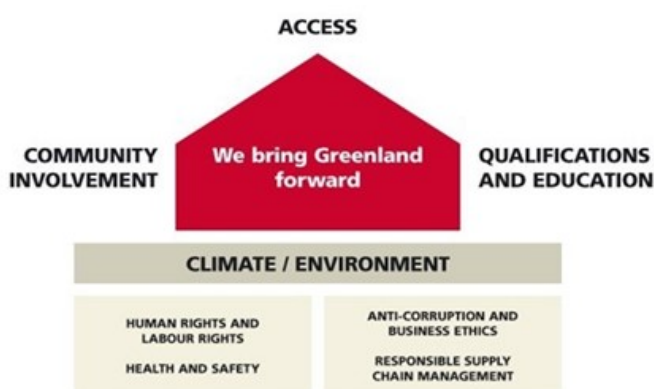 ACCESS
COMMUNITY
INVOLVEMENT
We bring Greenland
forward
QUALIFICATIONS
AND EDUCATION
CLIMATE / ENVIRONMENT
HUMAN RIGHTS AND
LABOUR RIGHTS
HEALTH AND SAFETY
ANTI-CORRUPTION AND
BUSINESS ETHICS
RESPONSIBLE SUPPLY
CHAIN MANAGEMENT